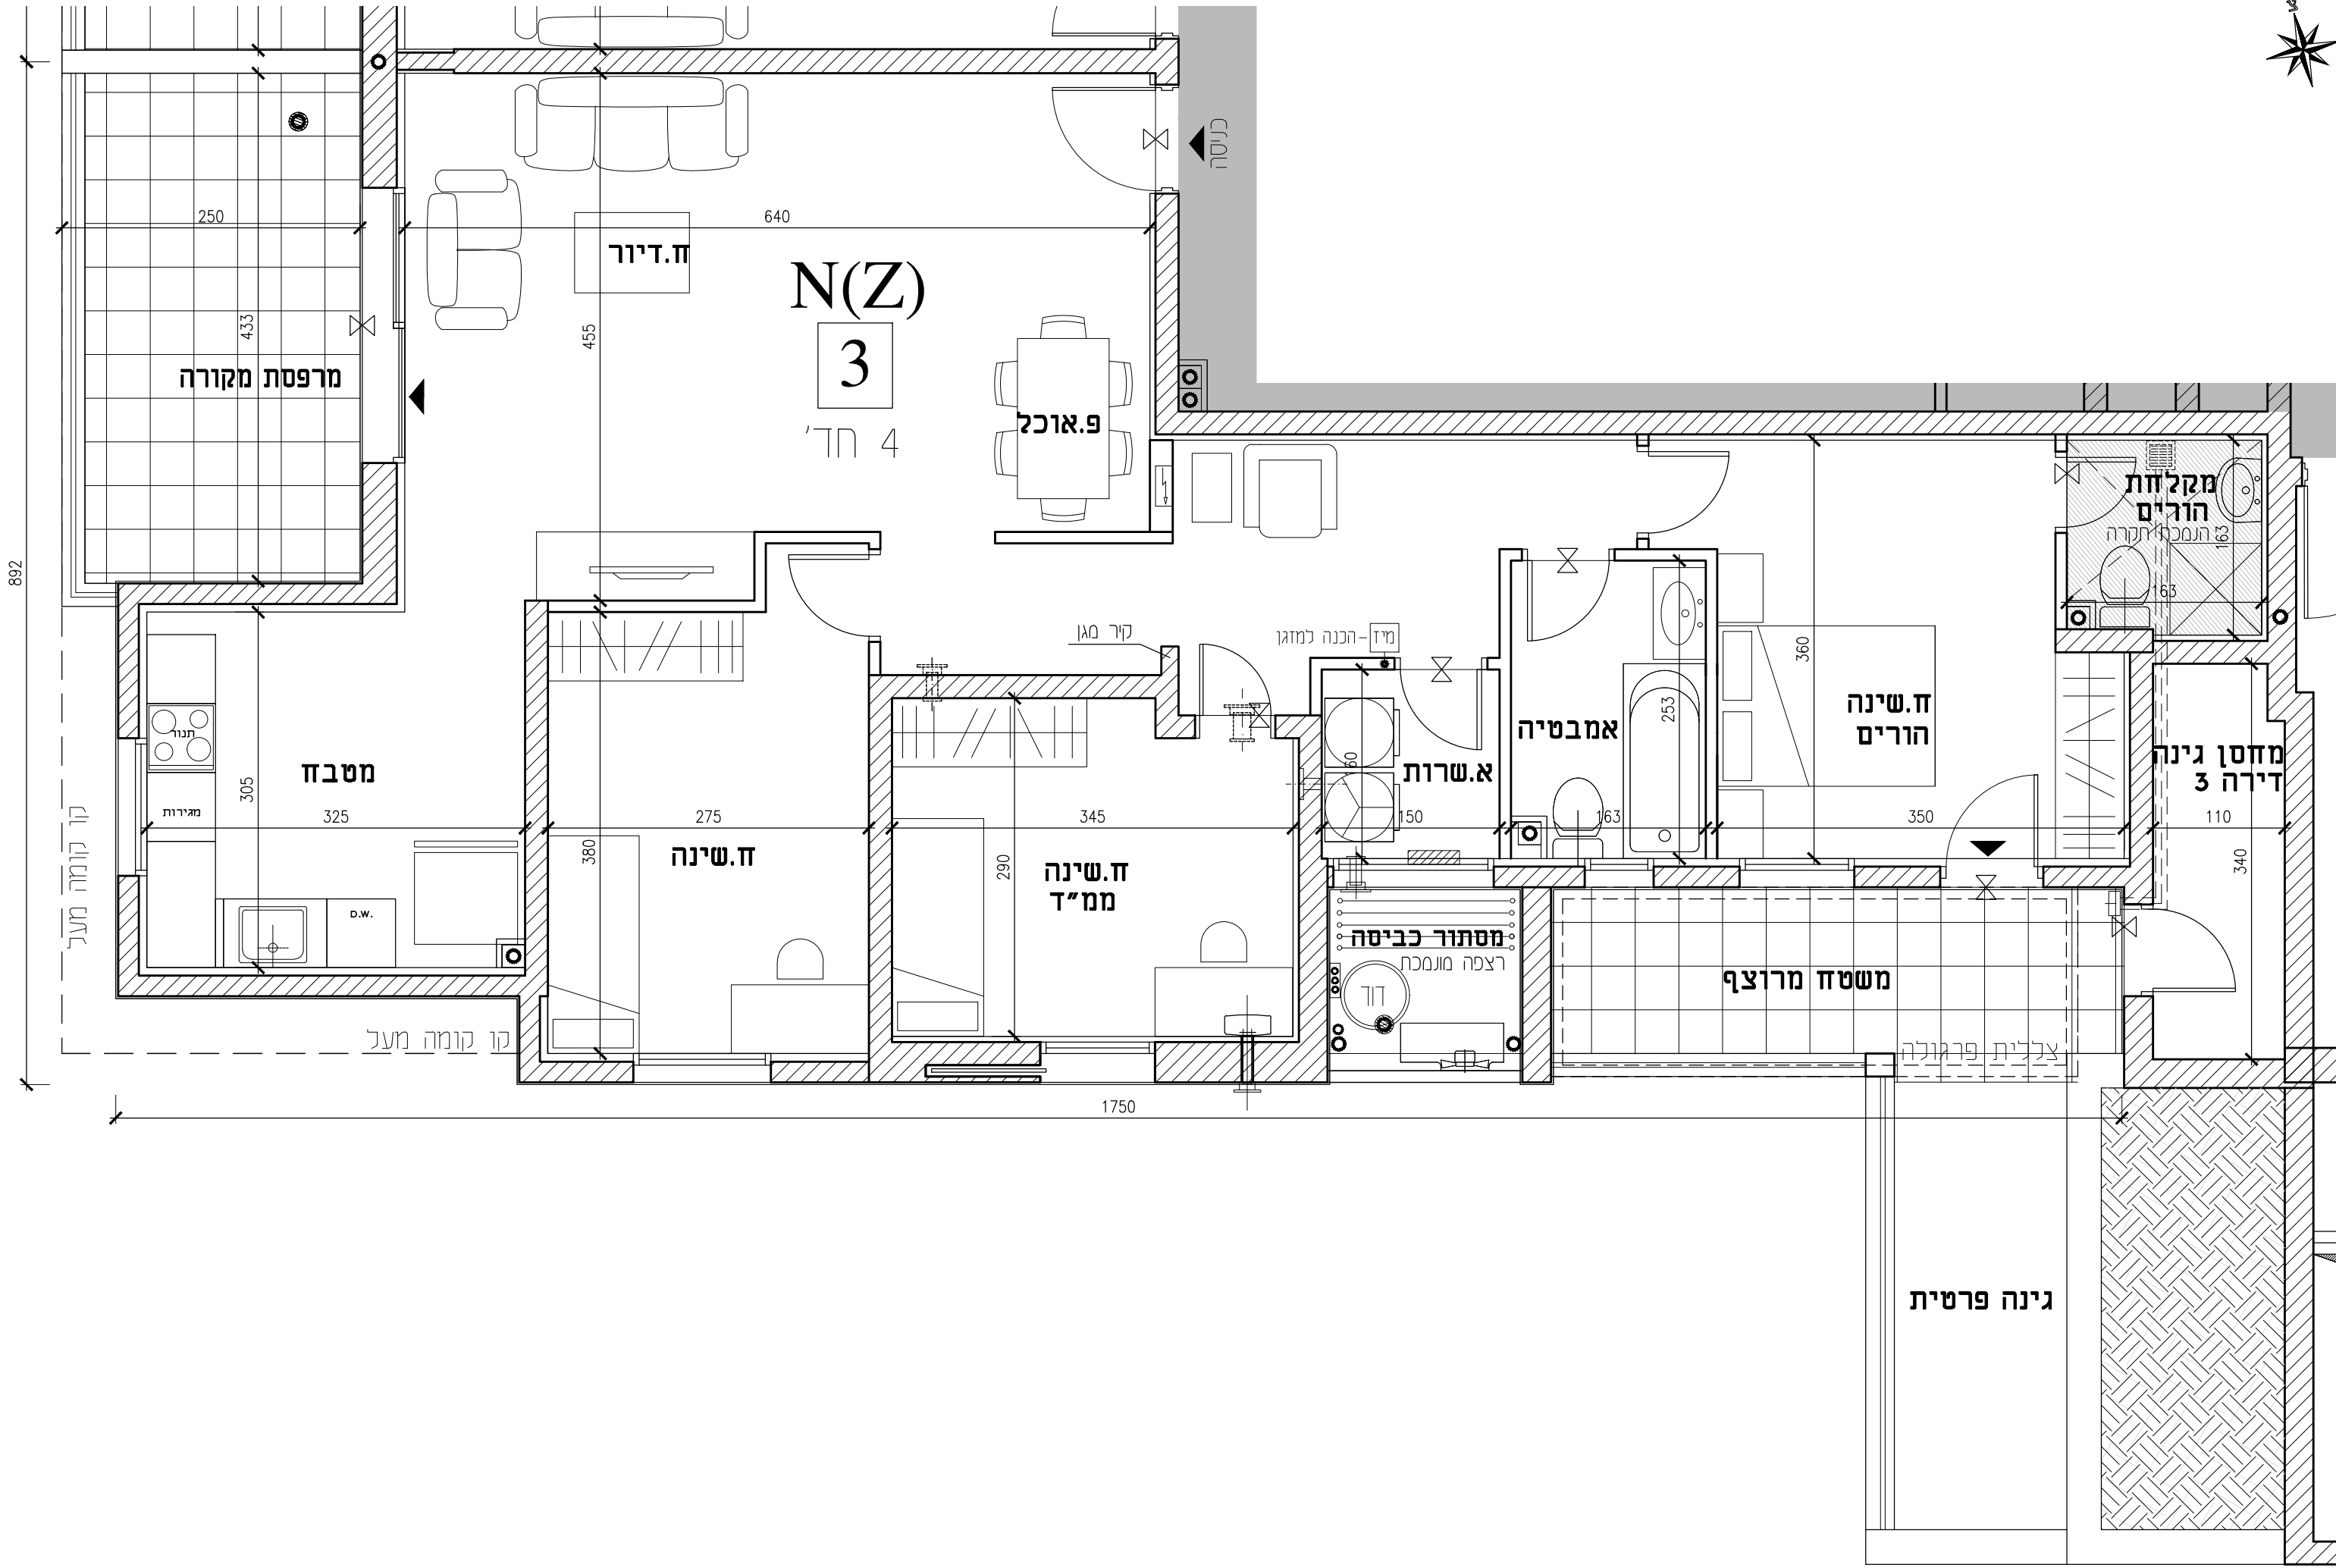 כניסה
250
640
ח.דיור
N(Z)
3
4 חד'
433
455
מרפסת מקורה
פ.אוכל
892
מקלחת
הורים
הנמכת תקרה
163
163
קיר מגן
מיז-הכנה למזגן
360
253
ח.שינה
הורים
אמבטיה
תנור
מטבח
א.שרות
מחסן גינה
דירה 3
305
מגירות
325
275
345
150
163
350
110
קו קומה מעל
380
ח.שינה
290
ח.שינה
ממ״ד
340
D.W.
מסתור כביסה
רצפה מונמכת
דוד
משטח מרוצף
קו קומה מעל
צללית פרגולה
1750
גינה פרטית